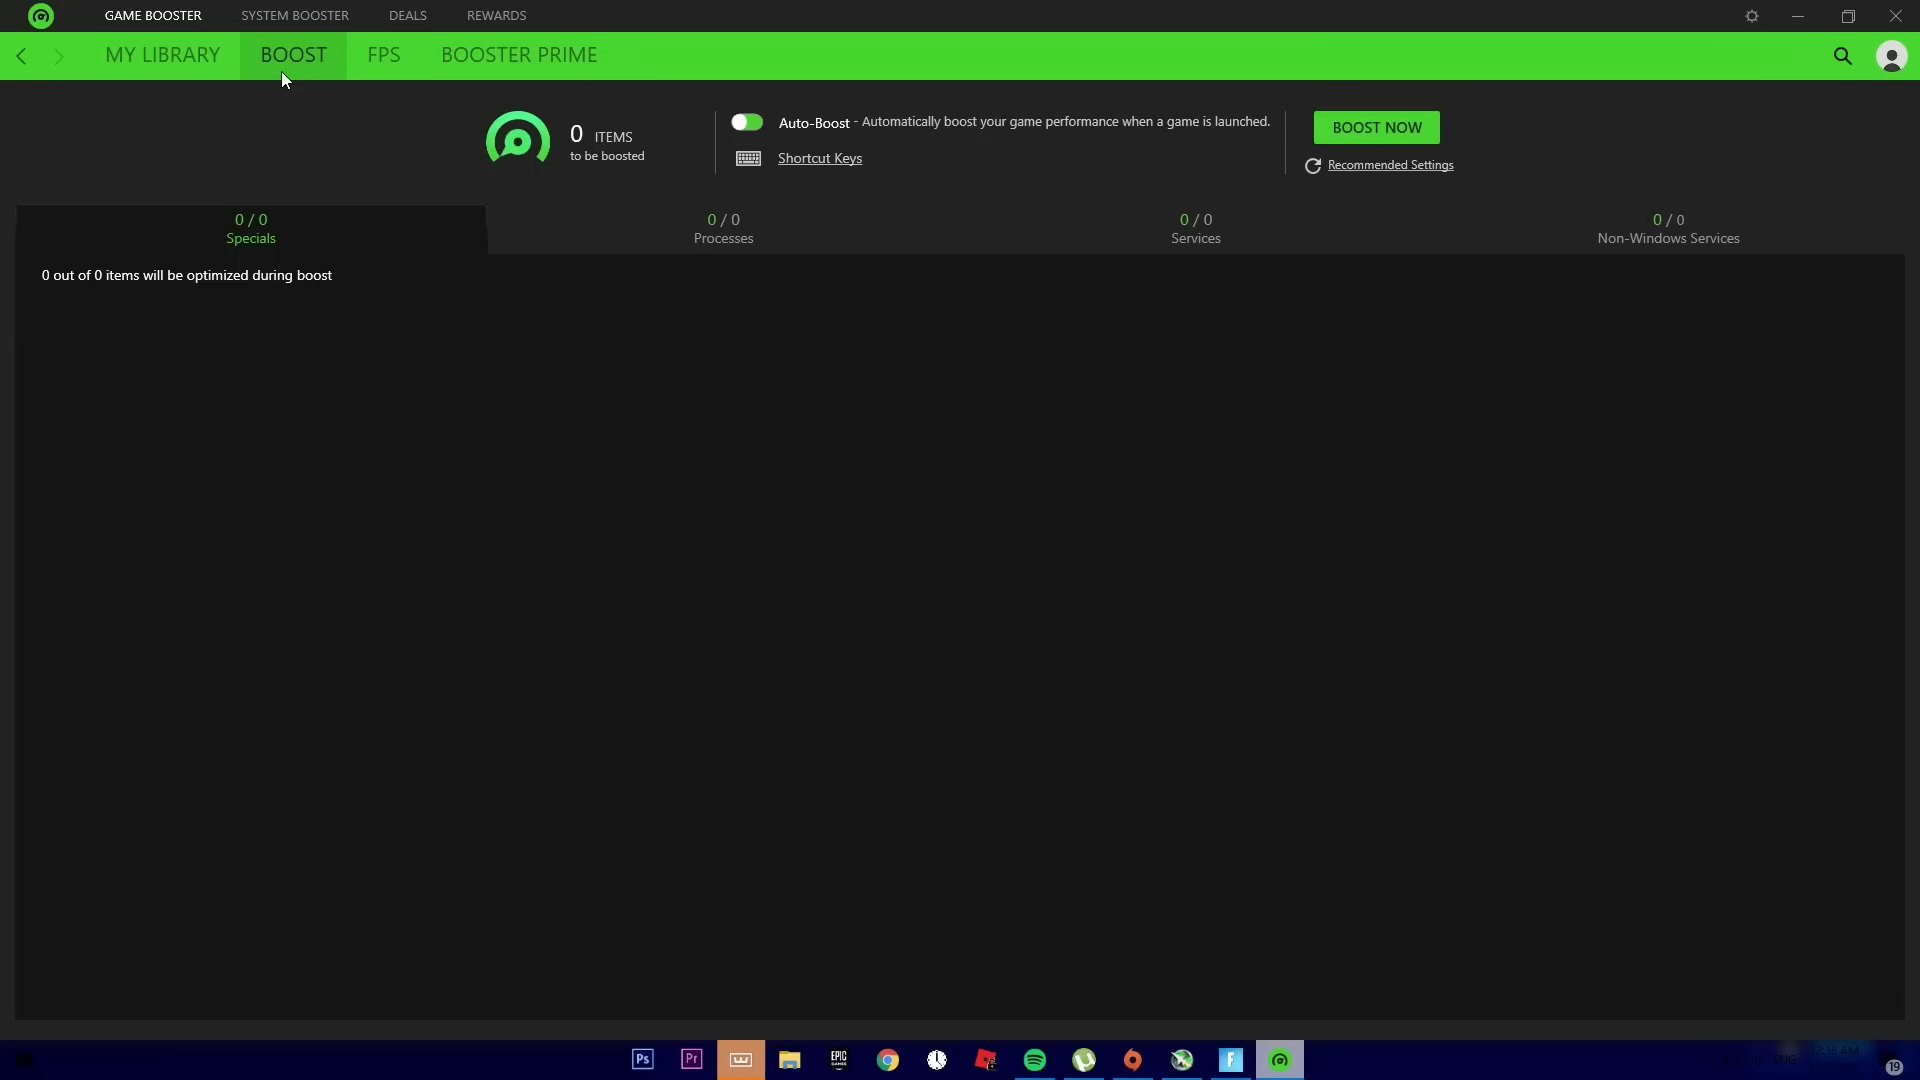 GAME BOOSTER SYSTEM BOOSTER DEALS REWARDS
MY LIBRARY BOOST FPS BOOSTER PRIME
0 ITEMS
to be boosted
Auto-Boost - Automatically boost your game performance when a game is launched.
Shortcut Keys
BOOST NOW
Recommended Settings
0 / 0
Specials
0 / 0
Processes
0 / 0
Services
0 / 0
Non-Windows Services
0 out of 0 items will be optimized during boost
Ps Pr EPIC GAMES F
ENG
19